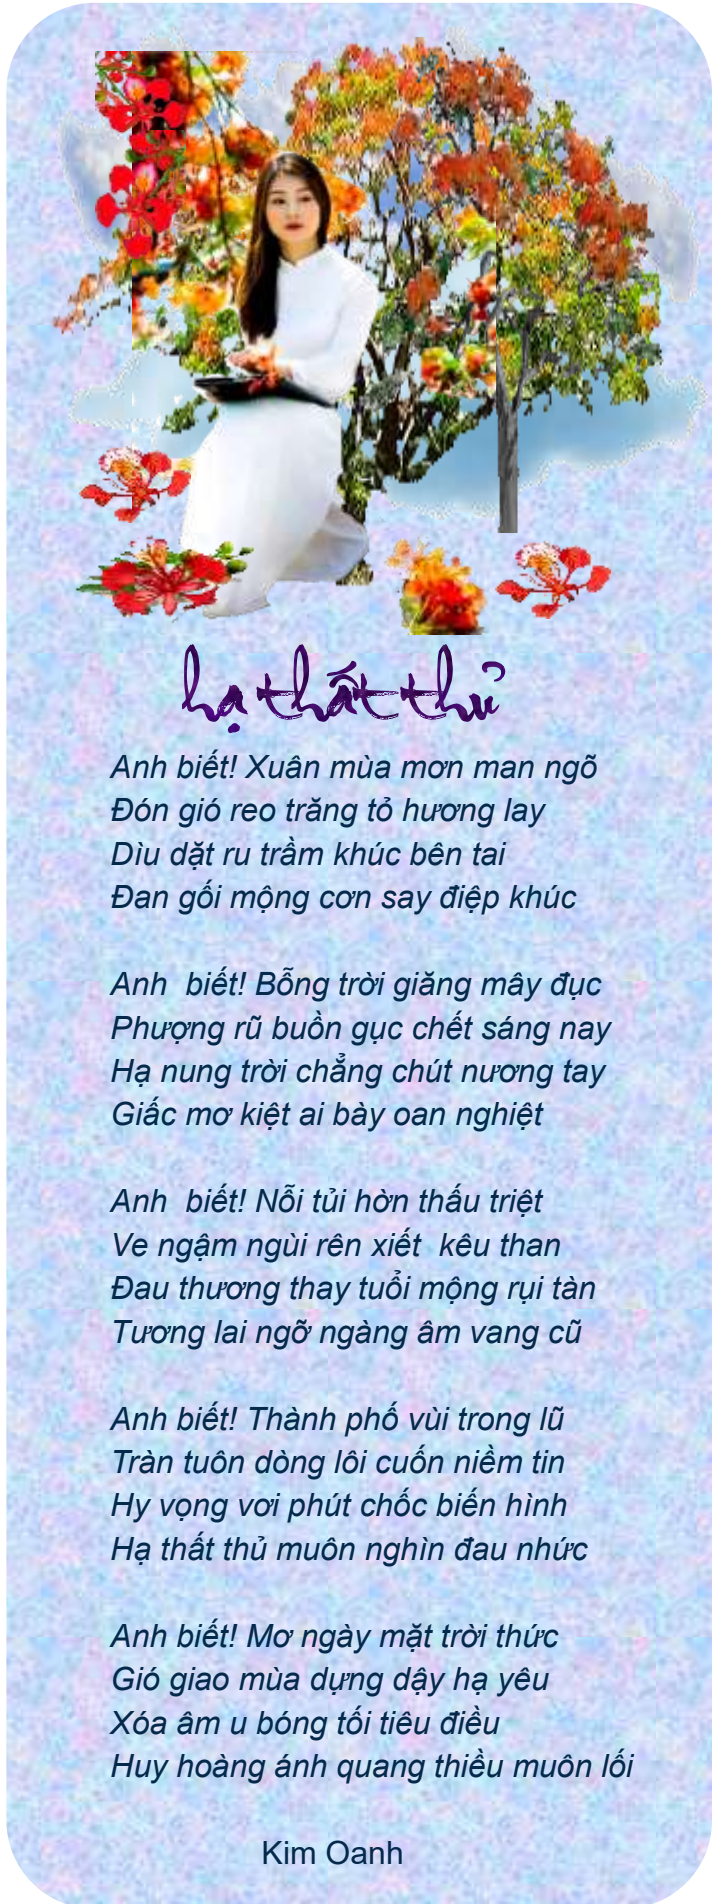 hạ thất thủ
Anh biết! Xuân mùa mơn man ngõ
Đón gió reo trăng tỏ hương lay
Dìu dặt ru trầm khúc bên tai
Đan gối mộng cơn say điệp khúc
Anh  biết! Bỗng trời giăng mây đục
Phượng rũ buồn gục chết sáng nay
Hạ nung trời chẳng chút nương tay
Giấc mơ kiệt ai bày oan nghiệt
Anh  biết! Nỗi tủi hờn thấu triệt
Ve ngậm ngùi rên xiết  kêu than
Đau thương thay tuổi mộng rụi tàn
Tương lai ngỡ ngàng âm vang cũ
Anh biết! Thành phố vùi trong lũ
Tràn tuôn dòng lôi cuốn niềm tin
Hy vọng vơi phút chốc biến hình
Hạ thất thủ muôn nghìn đau nhức
Anh biết! Mơ ngày mặt trời thức
Gió giao mùa dựng dậy hạ yêu
Xóa âm u bóng tối tiêu điều
Huy hoàng ánh quang thiều muôn lối
Kim Oanh